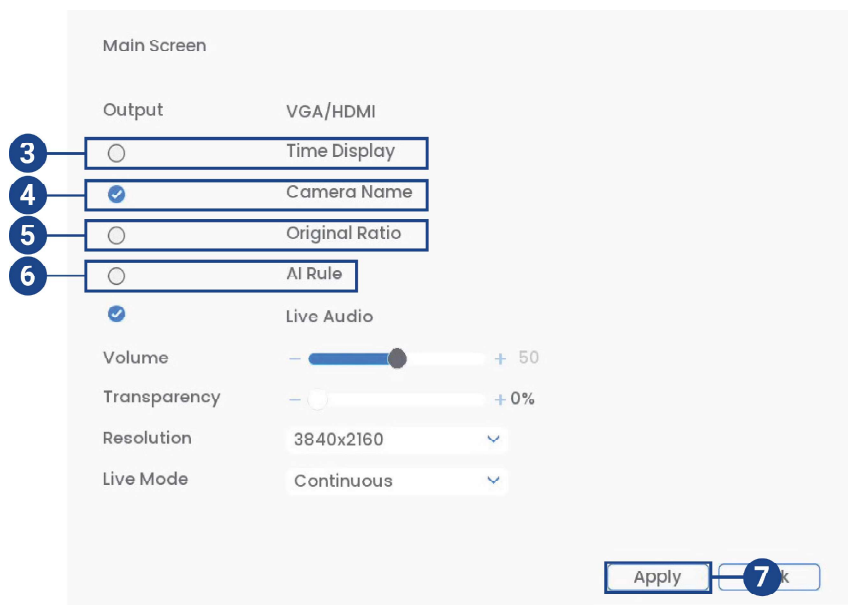 Main Screen
Output VGA/HDMI
3 Time Display
4 Camera Name
5 Original Ratio
6 AI Rule
Live Audio
Volume − + 50
Transparency − + 0%
Resolution 3840x2160
Live Mode Continuous
Apply 7